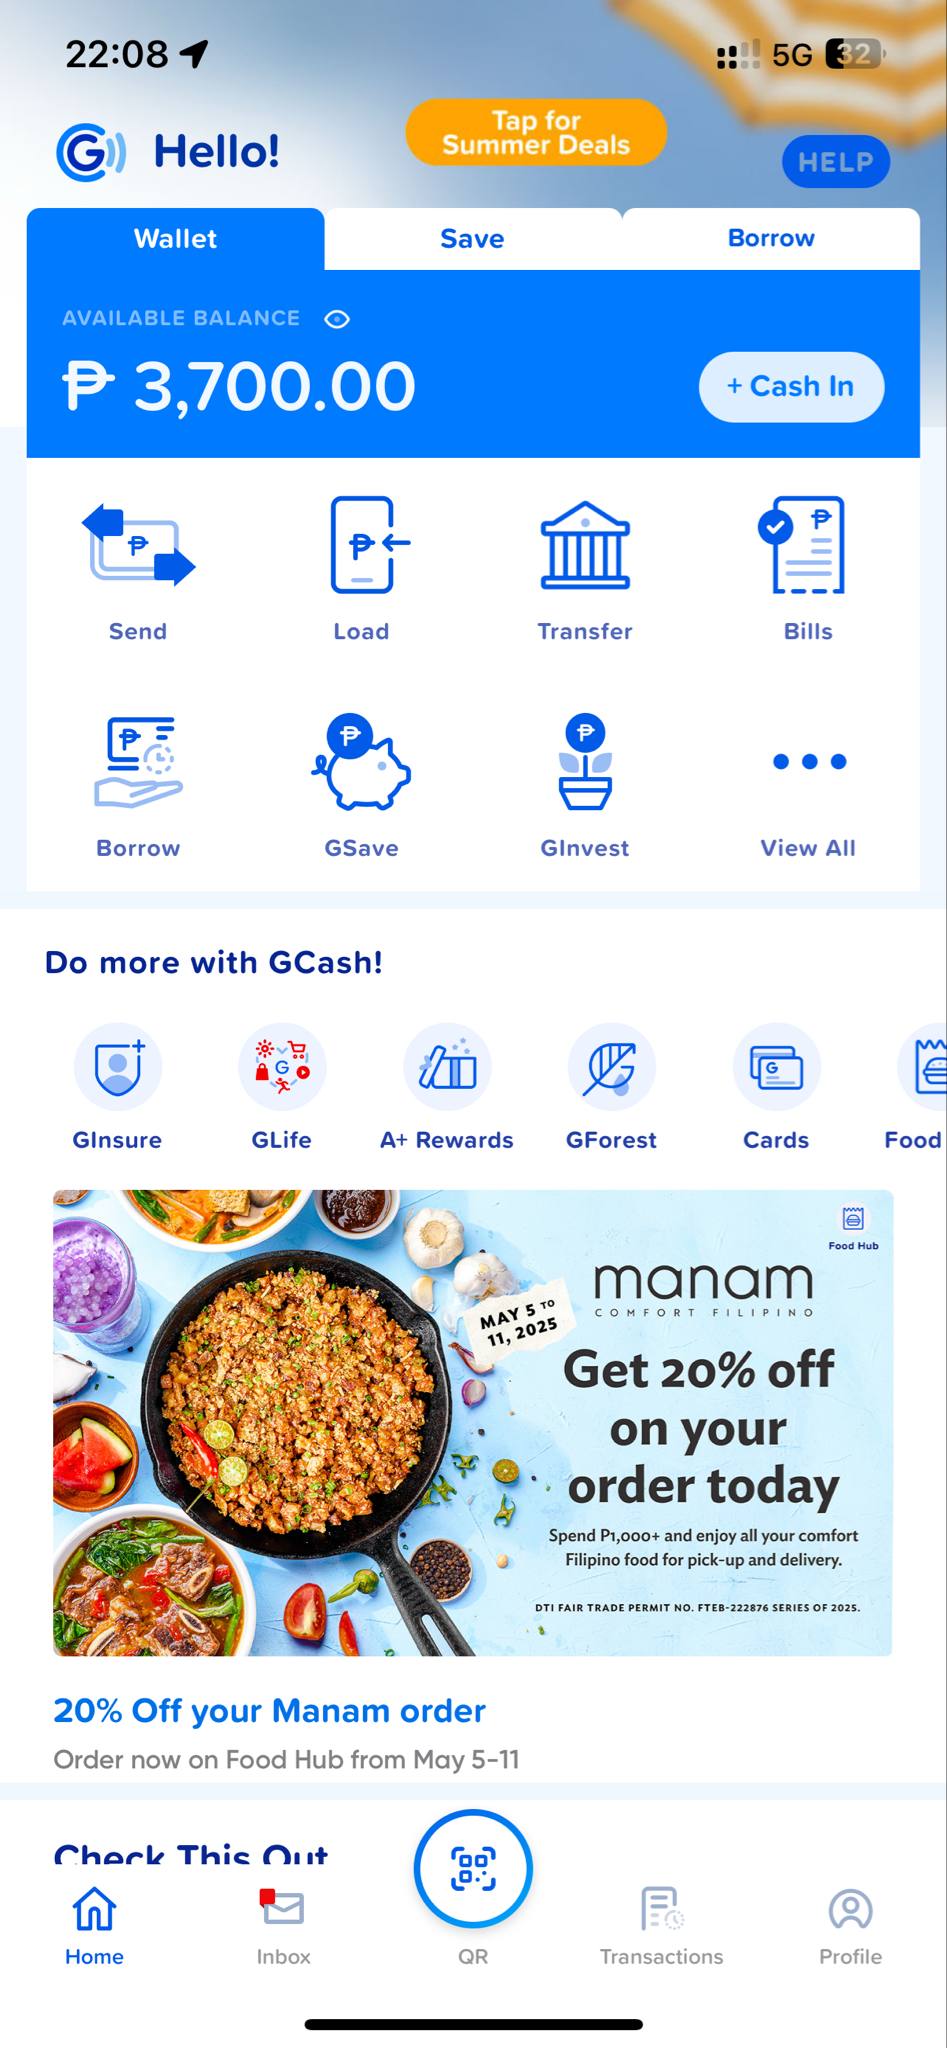 22:08
5G 32
Hello!
Tap for
Summer Deals
HELP
Wallet
Save
Borrow
AVAILABLE BALANCE
₱ 3,700.00
+ Cash In
Send
Load
Transfer
Bills
Borrow
GSave
GInvest
View All
Do more with GCash!
GInsure
GLife
A+ Rewards
GForest
Cards
Food
Food Hub
manam
COMFORT FILIPINO
MAY 5 TO
11, 2025
Get 20% off
on your
order today
Spend P1,000+ and enjoy all your comfort
Filipino food for pick-up and delivery.
DTI FAIR TRADE PERMIT NO. FTEB-222876 SERIES OF 2025.
20% Off your Manam order
Order now on Food Hub from May 5-11
Check This Out
Home
Inbox
QR
Transactions
Profile